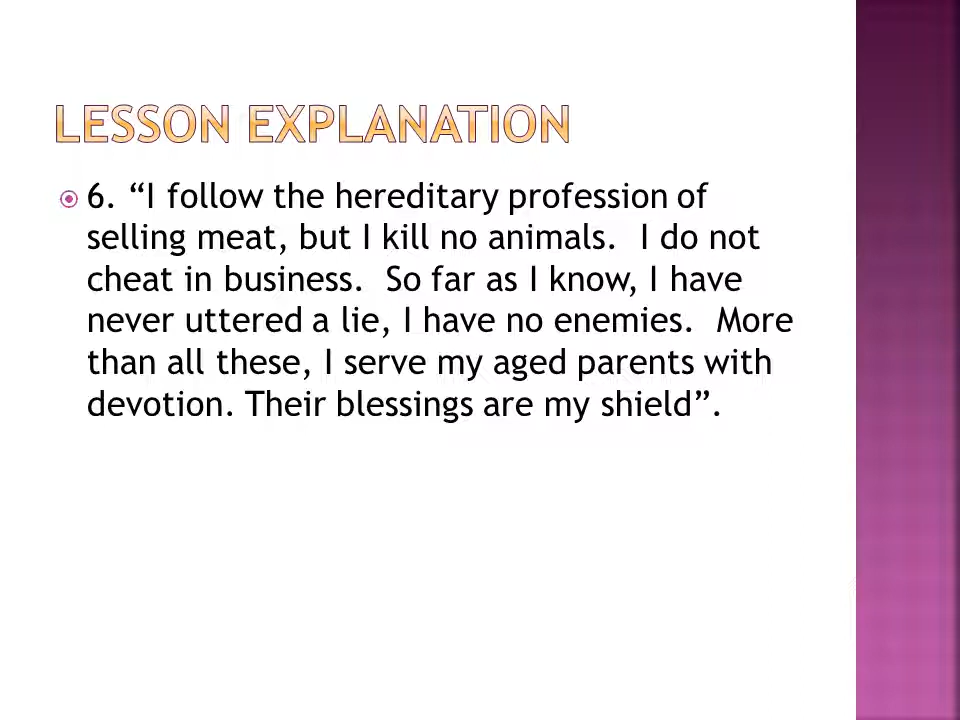 LESSON EXPLANATION
6. “I follow the hereditary profession of
selling meat, but I kill no animals.  I do not
cheat in business.  So far as I know, I have
never uttered a lie, I have no enemies.  More
than all these, I serve my aged parents with
devotion. Their blessings are my shield”.